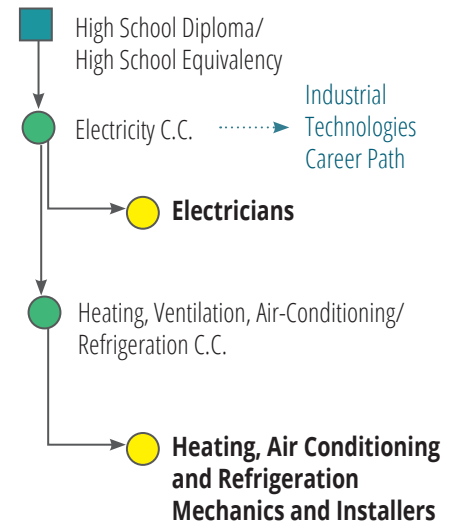 High School Diploma/
High School Equivalency
Electricity C.C.
Industrial
Technologies
Career Path
Electricians
Heating, Ventilation, Air-Conditioning/
Refrigeration C.C.
Heating, Air Conditioning
and Refrigeration
Mechanics and Installers